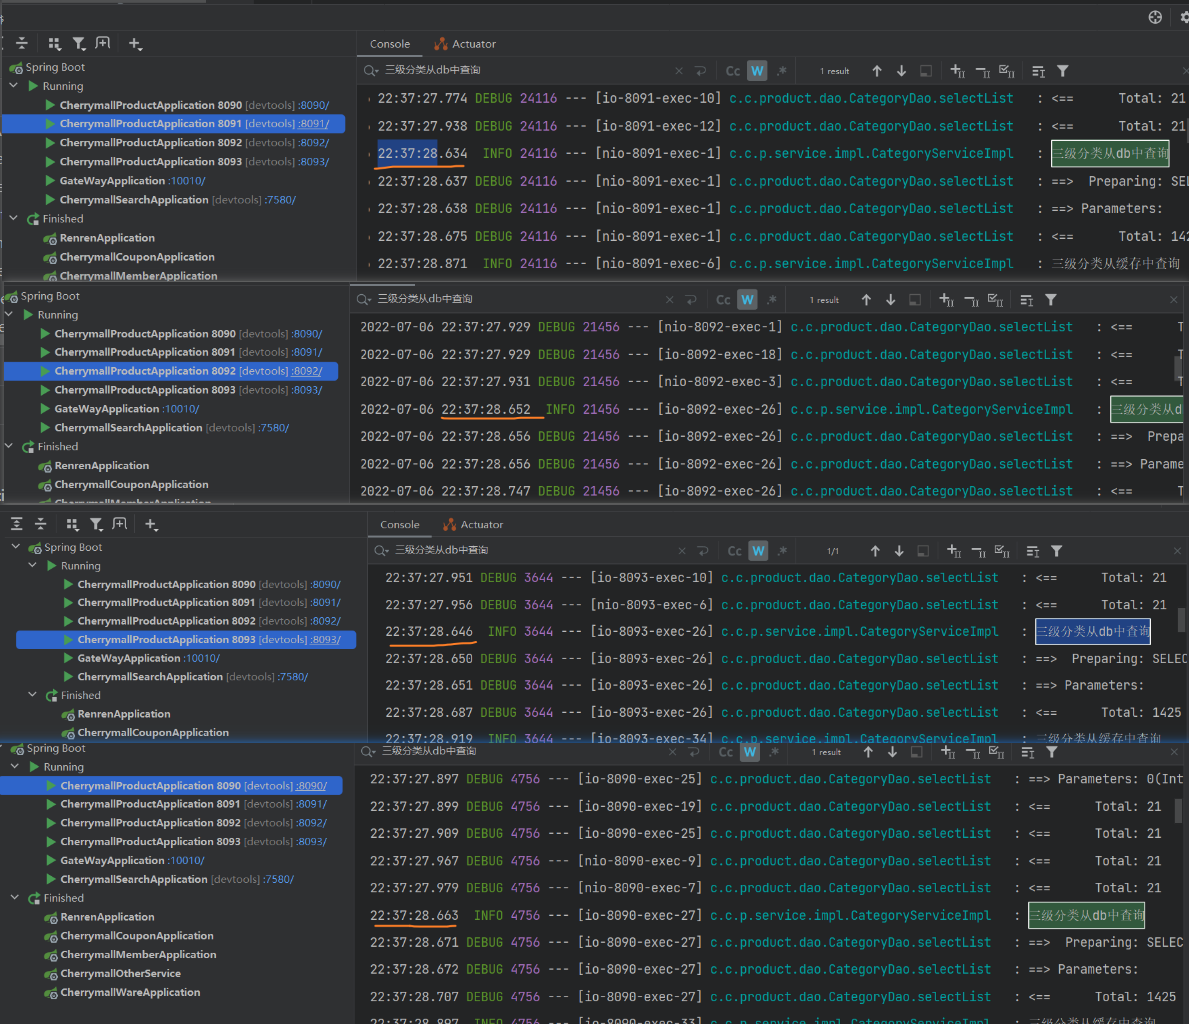 Console
Actuator
Spring Boot
三级分类从db中查询
Cc
W
.*
1 result
Running
CherrymallProductApplication 8090 [devtools] :8090/
CherrymallProductApplication 8091 [devtools] :8091/
CherrymallProductApplication 8092 [devtools] :8092/
CherrymallProductApplication 8093 [devtools] :8093/
GateWayApplication :10010/
CherrymallSearchApplication [devtools] :7580/
Finished
RenrenApplication
CherrymallCouponApplication
CherrymallMemberApplication
22:37:27.774 DEBUG 24116 --- [io-8091-exec-10] c.c.product.dao.CategoryDao.selectList : <== Total: 21
22:37:27.938 DEBUG 24116 --- [io-8091-exec-12] c.c.product.dao.CategoryDao.selectList : <== Total: 21
22:37:28.634 INFO 24116 --- [nio-8091-exec-1] c.c.p.service.impl.CategoryServiceImpl : 三级分类从db中查询
22:37:28.637 DEBUG 24116 --- [nio-8091-exec-1] c.c.product.dao.CategoryDao.selectList : ==> Preparing: SEL
22:37:28.638 DEBUG 24116 --- [nio-8091-exec-1] c.c.product.dao.CategoryDao.selectList : ==> Parameters:
22:37:28.675 DEBUG 24116 --- [nio-8091-exec-1] c.c.product.dao.CategoryDao.selectList : <== Total: 142
22:37:28.871 INFO 24116 --- [nio-8091-exec-6] c.c.p.service.impl.CategoryServiceImpl : 三级分类从缓存中查询
Spring Boot
三级分类从db中查询
Cc
W
.*
1 result
Running
CherrymallProductApplication 8090 [devtools] :8090/
CherrymallProductApplication 8091 [devtools] :8091/
CherrymallProductApplication 8092 [devtools] :8092/
CherrymallProductApplication 8093 [devtools] :8093/
GateWayApplication :10010/
CherrymallSearchApplication [devtools] :7580/
Finished
RenrenApplication
CherrymallCouponApplication
CherrymallMemberApplication
2022-07-06 22:37:27.929 DEBUG 21456 --- [nio-8092-exec-1] c.c.product.dao.CategoryDao.selectList : <== T
2022-07-06 22:37:27.929 DEBUG 21456 --- [io-8092-exec-18] c.c.product.dao.CategoryDao.selectList : <== T
2022-07-06 22:37:27.931 DEBUG 21456 --- [nio-8092-exec-3] c.c.product.dao.CategoryDao.selectList : <== T
2022-07-06 22:37:28.652 INFO 21456 --- [io-8092-exec-26] c.c.p.service.impl.CategoryServiceImpl : 三级分类从d
2022-07-06 22:37:28.656 DEBUG 21456 --- [io-8092-exec-26] c.c.product.dao.CategoryDao.selectList : ==> Prepa
2022-07-06 22:37:28.656 DEBUG 21456 --- [io-8092-exec-26] c.c.product.dao.CategoryDao.selectList : ==> Parame
2022-07-06 22:37:28.747 DEBUG 21456 --- [io-8092-exec-26] c.c.product.dao.CategoryDao.selectList : <== T
Console
Actuator
Spring Boot
三级分类从db中查询
Cc
W
.*
1/1
Running
CherrymallProductApplication 8090 [devtools] :8090/
CherrymallProductApplication 8091 [devtools] :8091/
CherrymallProductApplication 8092 [devtools] :8092/
CherrymallProductApplication 8093 [devtools] :8093/
GateWayApplication :10010/
CherrymallSearchApplication [devtools] :7580/
Finished
RenrenApplication
CherrymallCouponApplication
22:37:27.951 DEBUG 3644 --- [io-8093-exec-10] c.c.product.dao.CategoryDao.selectList : <== Total: 21
22:37:27.956 DEBUG 3644 --- [nio-8093-exec-6] c.c.product.dao.CategoryDao.selectList : <== Total: 21
22:37:28.646 INFO 3644 --- [io-8093-exec-26] c.c.p.service.impl.CategoryServiceImpl : 三级分类从db中查询
22:37:28.650 DEBUG 3644 --- [io-8093-exec-26] c.c.product.dao.CategoryDao.selectList : ==> Preparing: SELEC
22:37:28.651 DEBUG 3644 --- [io-8093-exec-26] c.c.product.dao.CategoryDao.selectList : ==> Parameters:
22:37:28.687 DEBUG 3644 --- [io-8093-exec-26] c.c.product.dao.CategoryDao.selectList : <== Total: 1425
22:37:28.919 INFO 3644 --- [io-8093-exec-34] c.c.p.service.impl.CategoryServiceImpl : 三级分类从缓存中查询
Spring Boot
三级分类从db中查询
Cc
W
.*
1 result
Running
CherrymallProductApplication 8090 [devtools] :8090/
CherrymallProductApplication 8091 [devtools] :8091/
CherrymallProductApplication 8092 [devtools] :8092/
CherrymallProductApplication 8093 [devtools] :8093/
GateWayApplication :10010/
CherrymallSearchApplication [devtools] :7580/
Finished
RenrenApplication
CherrymallCouponApplication
CherrymallMemberApplication
CherrymallOtherService
CherrymallWareApplication
22:37:27.897 DEBUG 4756 --- [io-8090-exec-25] c.c.product.dao.CategoryDao.selectList : ==> Parameters: 0(Int
22:37:27.899 DEBUG 4756 --- [io-8090-exec-19] c.c.product.dao.CategoryDao.selectList : <== Total: 21
22:37:27.909 DEBUG 4756 --- [io-8090-exec-25] c.c.product.dao.CategoryDao.selectList : <== Total: 21
22:37:27.967 DEBUG 4756 --- [nio-8090-exec-9] c.c.product.dao.CategoryDao.selectList : <== Total: 21
22:37:27.979 DEBUG 4756 --- [nio-8090-exec-7] c.c.product.dao.CategoryDao.selectList : <== Total: 21
22:37:28.663 INFO 4756 --- [io-8090-exec-27] c.c.p.service.impl.CategoryServiceImpl : 三级分类从db中查询
22:37:28.671 DEBUG 4756 --- [io-8090-exec-27] c.c.product.dao.CategoryDao.selectList : ==> Preparing: SELEC
22:37:28.672 DEBUG 4756 --- [io-8090-exec-27] c.c.product.dao.CategoryDao.selectList : ==> Parameters:
22:37:28.707 DEBUG 4756 --- [io-8090-exec-27] c.c.product.dao.CategoryDao.selectList : <== Total: 1425
22:37:28.897 INFO 4756 --- [io-8090-exec-33] c.c.p.service.impl.CategoryServiceImpl : 三级分类从缓存中查询